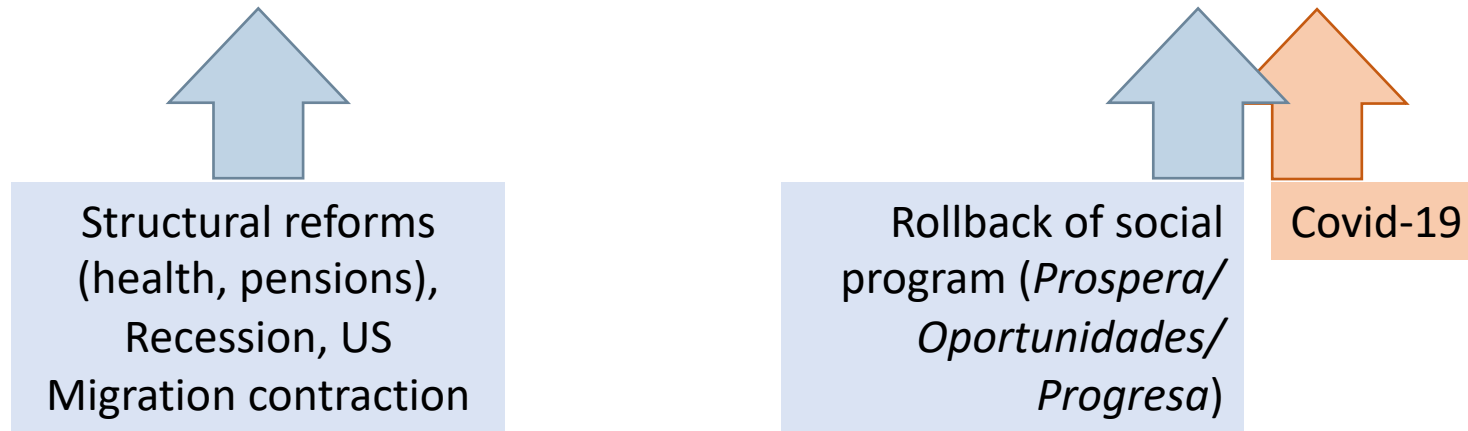 Structural reforms
(health, pensions),
Recession, US
Migration contraction
Rollback of social
program (Prospera/
Oportunidades/
Progresa)
Covid-19